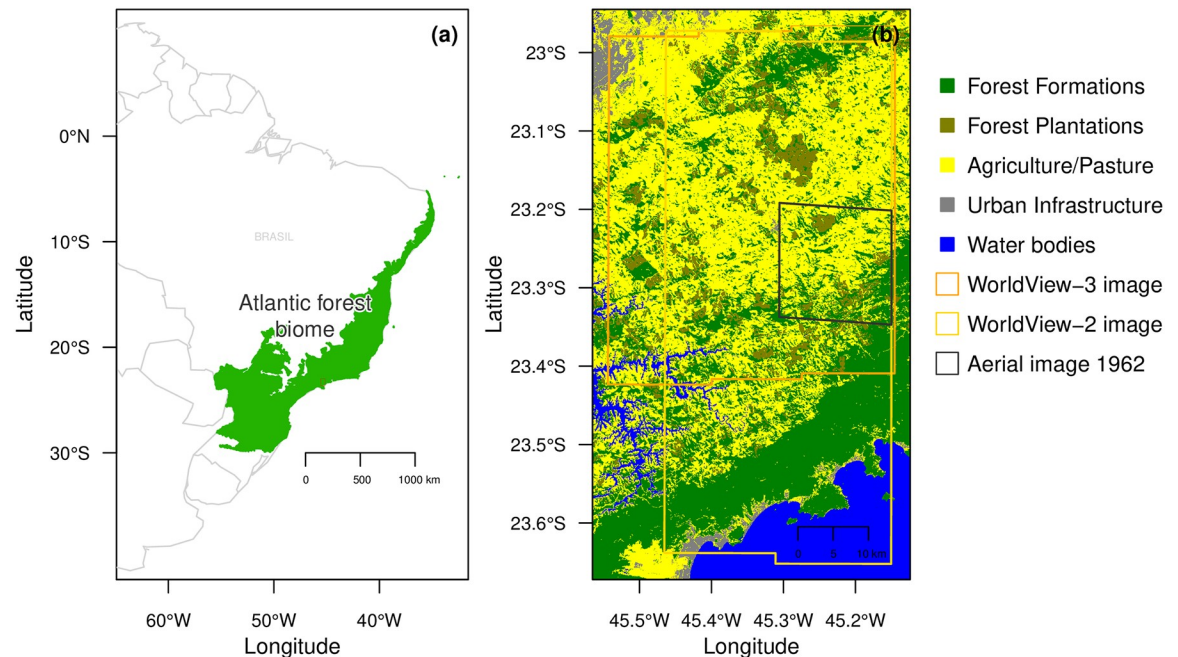 (a)
BRASIL
Atlantic forest
biome
0 500 1000 km
0°N
10°S
20°S
30°S
Latitude
60°W 50°W 40°W
Longitude
(b)
23°S
23.1°S
23.2°S
23.3°S
23.4°S
23.5°S
23.6°S
Latitude
0 5 10 km
45.5°W 45.4°W 45.3°W 45.2°W
Longitude
Forest Formations
Forest Plantations
Agriculture/Pasture
Urban Infrastructure
Water bodies
WorldView−3 image
WorldView−2 image
Aerial image 1962